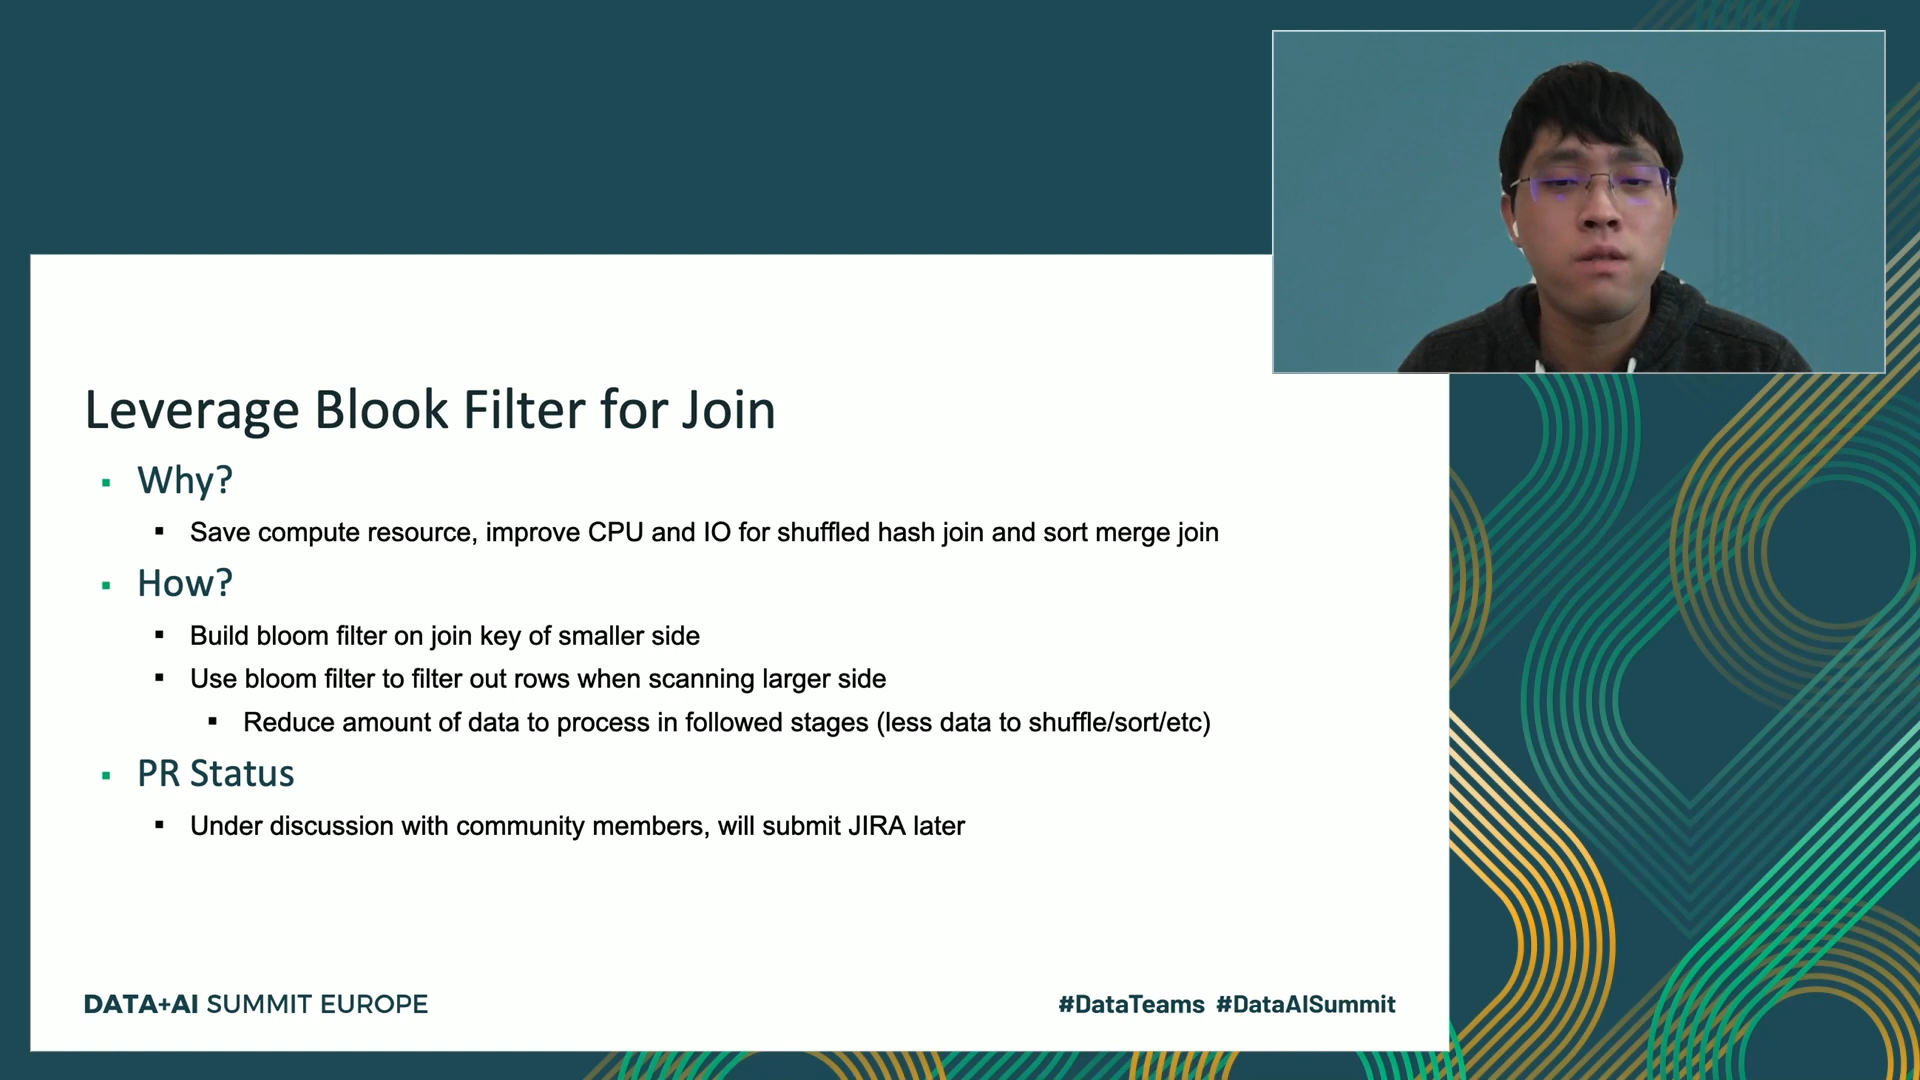 Leverage Blook Filter for Join
Why?
Save compute resource, improve CPU and IO for shuffled hash join and sort merge join
How?
Build bloom filter on join key of smaller side
Use bloom filter to filter out rows when scanning larger side
Reduce amount of data to process in followed stages (less data to shuffle/sort/etc)
PR Status
Under discussion with community members, will submit JIRA later
DATA+AI SUMMIT EUROPE
#DataTeams #DataAISummit